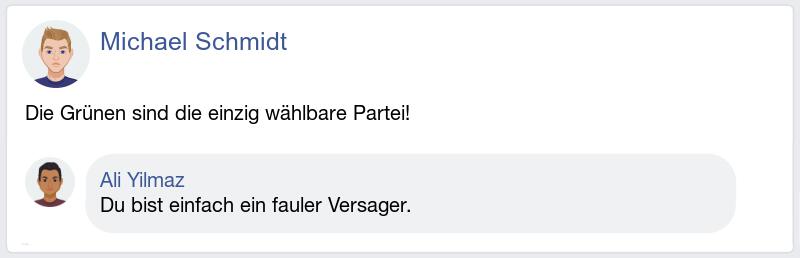 Michael Schmidt
Die Grünen sind die einzig wählbare Partei!
Ali Yilmaz
Du bist einfach ein fauler Versager.